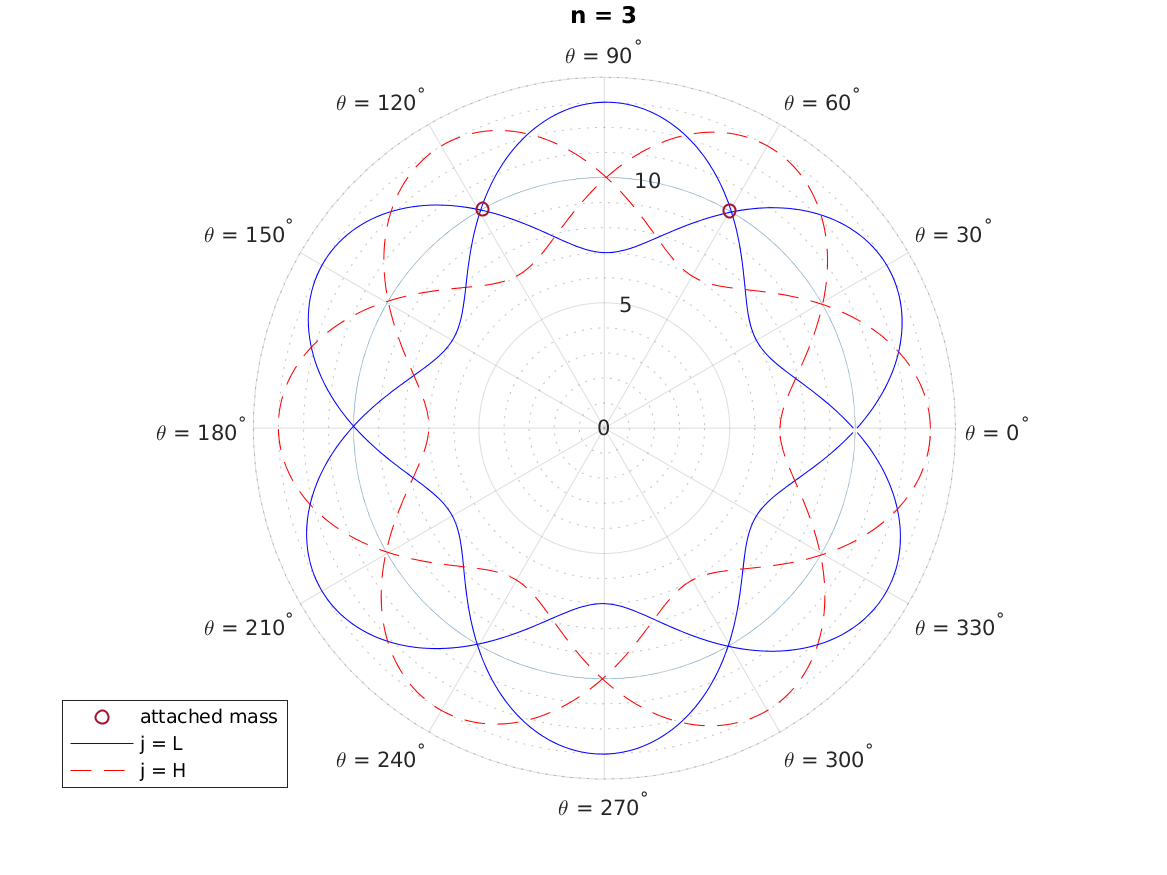 n = 3
θ = 90°
θ = 120°
θ = 60°
10
θ = 150°
θ = 30°
5
θ = 180°
0
θ = 0°
θ = 210°
θ = 330°
attached mass
j = L
j = H
θ = 240°
θ = 300°
θ = 270°